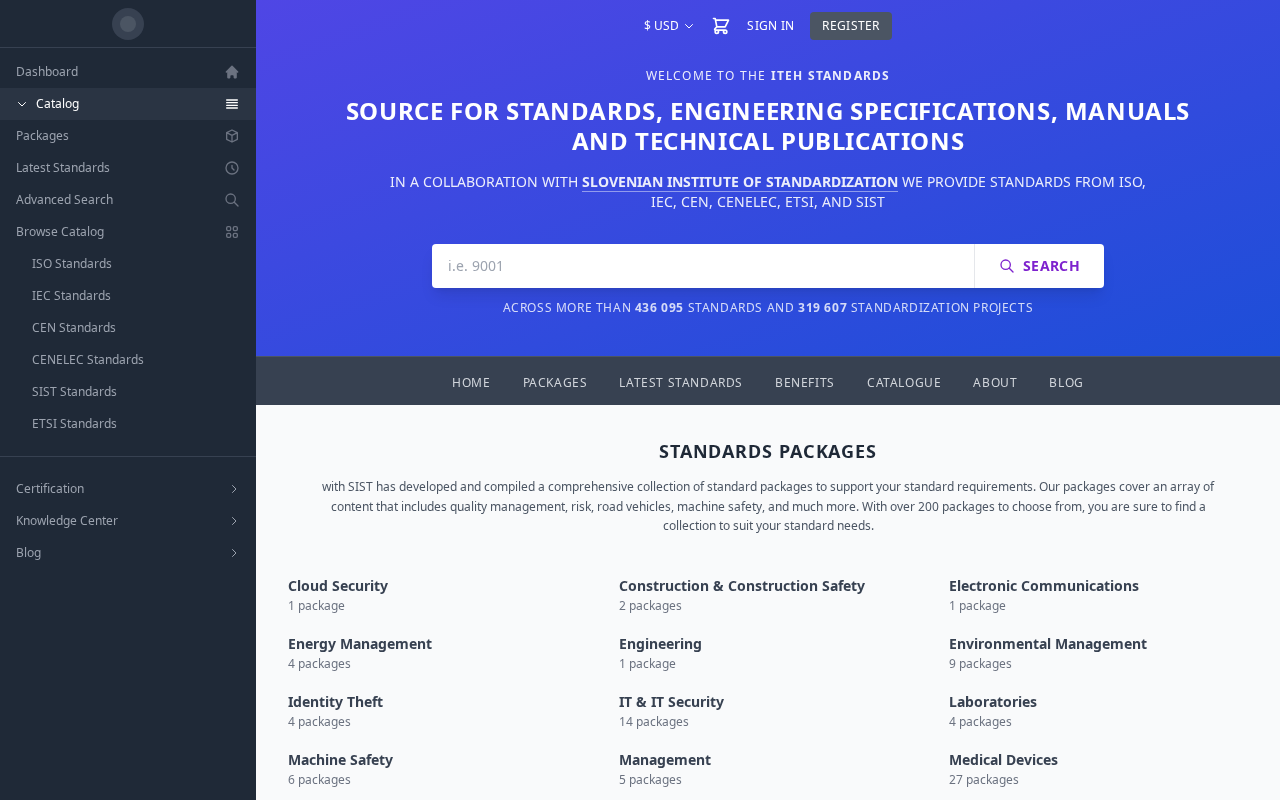 Dashboard
Catalog
Packages
Latest Standards
Advanced Search
Browse Catalog
ISO Standards
IEC Standards
CEN Standards
CENELEC Standards
SIST Standards
ETSI Standards
Certification
Knowledge Center
Blog
$ USD SIGN IN REGISTER
WELCOME TO THE ITEH STANDARDS
SOURCE FOR STANDARDS, ENGINEERING SPECIFICATIONS, MANUALS
AND TECHNICAL PUBLICATIONS
IN A COLLABORATION WITH SLOVENIAN INSTITUTE OF STANDARDIZATION WE PROVIDE STANDARDS FROM ISO,
IEC, CEN, CENELEC, ETSI, AND SIST
i.e. 9001 SEARCH
ACROSS MORE THAN 436 095 STANDARDS AND 319 607 STANDARDIZATION PROJECTS
HOME PACKAGES LATEST STANDARDS BENEFITS CATALOGUE ABOUT BLOG
STANDARDS PACKAGES
with SIST has developed and compiled a comprehensive collection of standard packages to support your standard requirements. Our packages cover an array of
content that includes quality management, risk, road vehicles, machine safety, and much more. With over 200 packages to choose from, you are sure to find a
collection to suit your standard needs.
Cloud Security
1 package
Construction & Construction Safety
2 packages
Electronic Communications
1 package
Energy Management
4 packages
Engineering
1 package
Environmental Management
9 packages
Identity Theft
4 packages
IT & IT Security
14 packages
Laboratories
4 packages
Machine Safety
6 packages
Management
5 packages
Medical Devices
27 packages